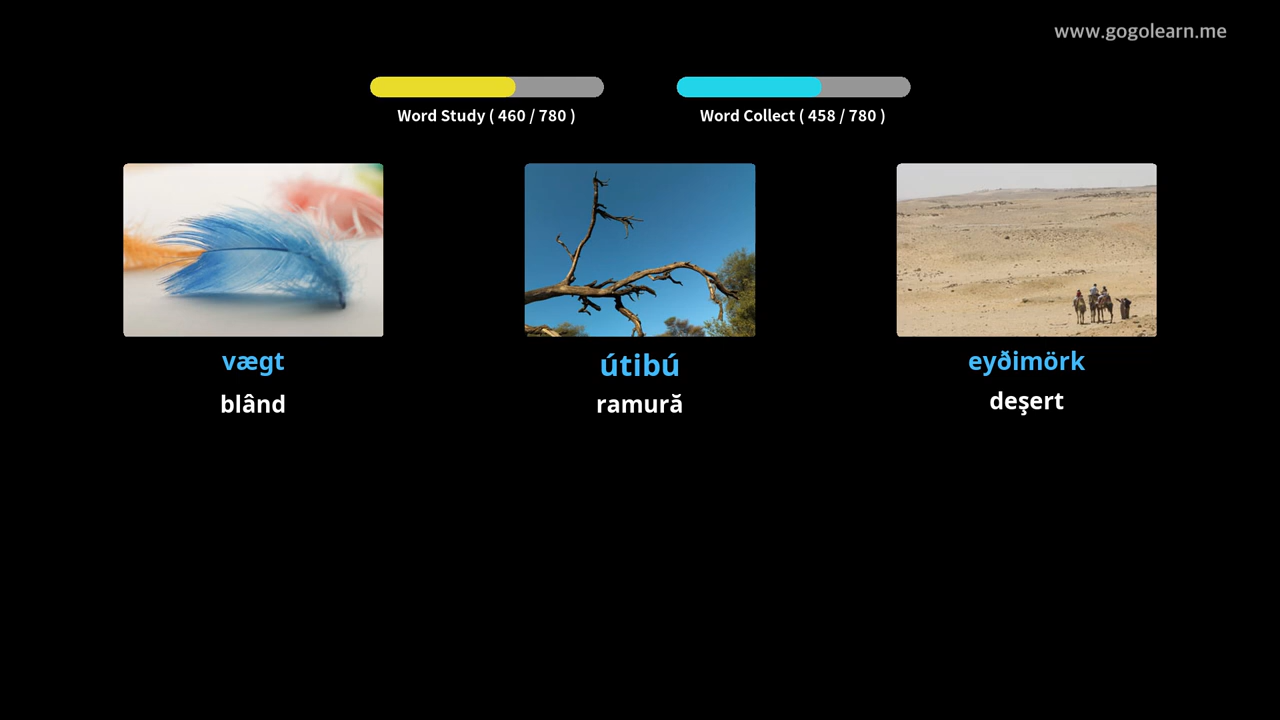 www.gogolearn.me
Word Study ( 460 / 780 )
Word Collect ( 458 / 780 )
vægt
útibú
eyðimörk
blând
ramură
deşert